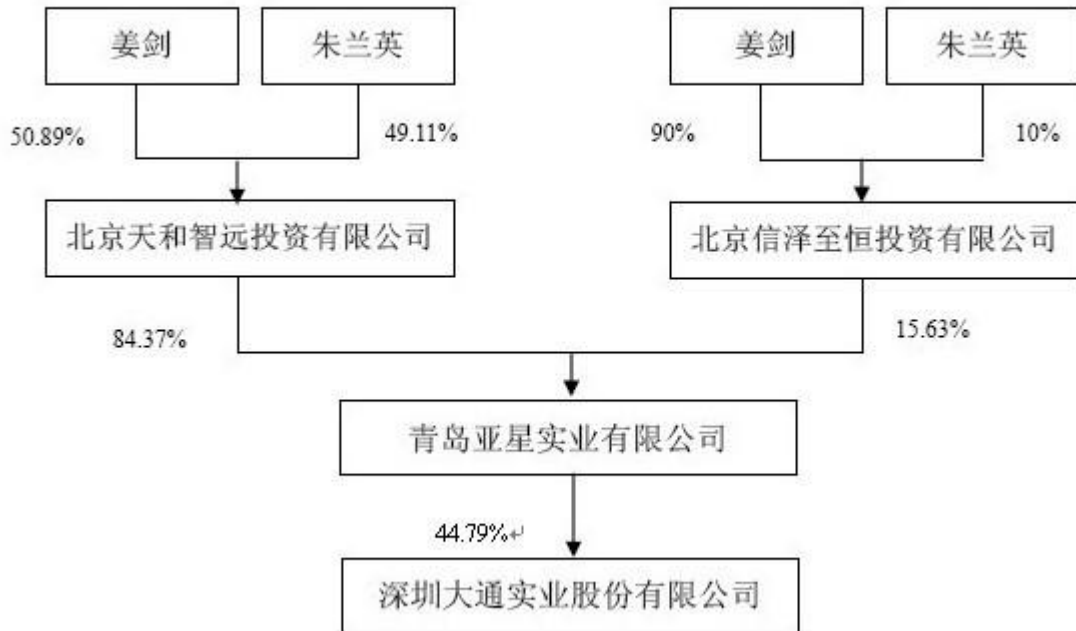 姜剑
朱兰英
姜剑
朱兰英
50.89%
49.11%
90%
10%
北京天和智远投资有限公司
北京信泽至恒投资有限公司
84.37%
15.63%
青岛亚星实业有限公司
44.79%↵
深圳大通实业股份有限公司